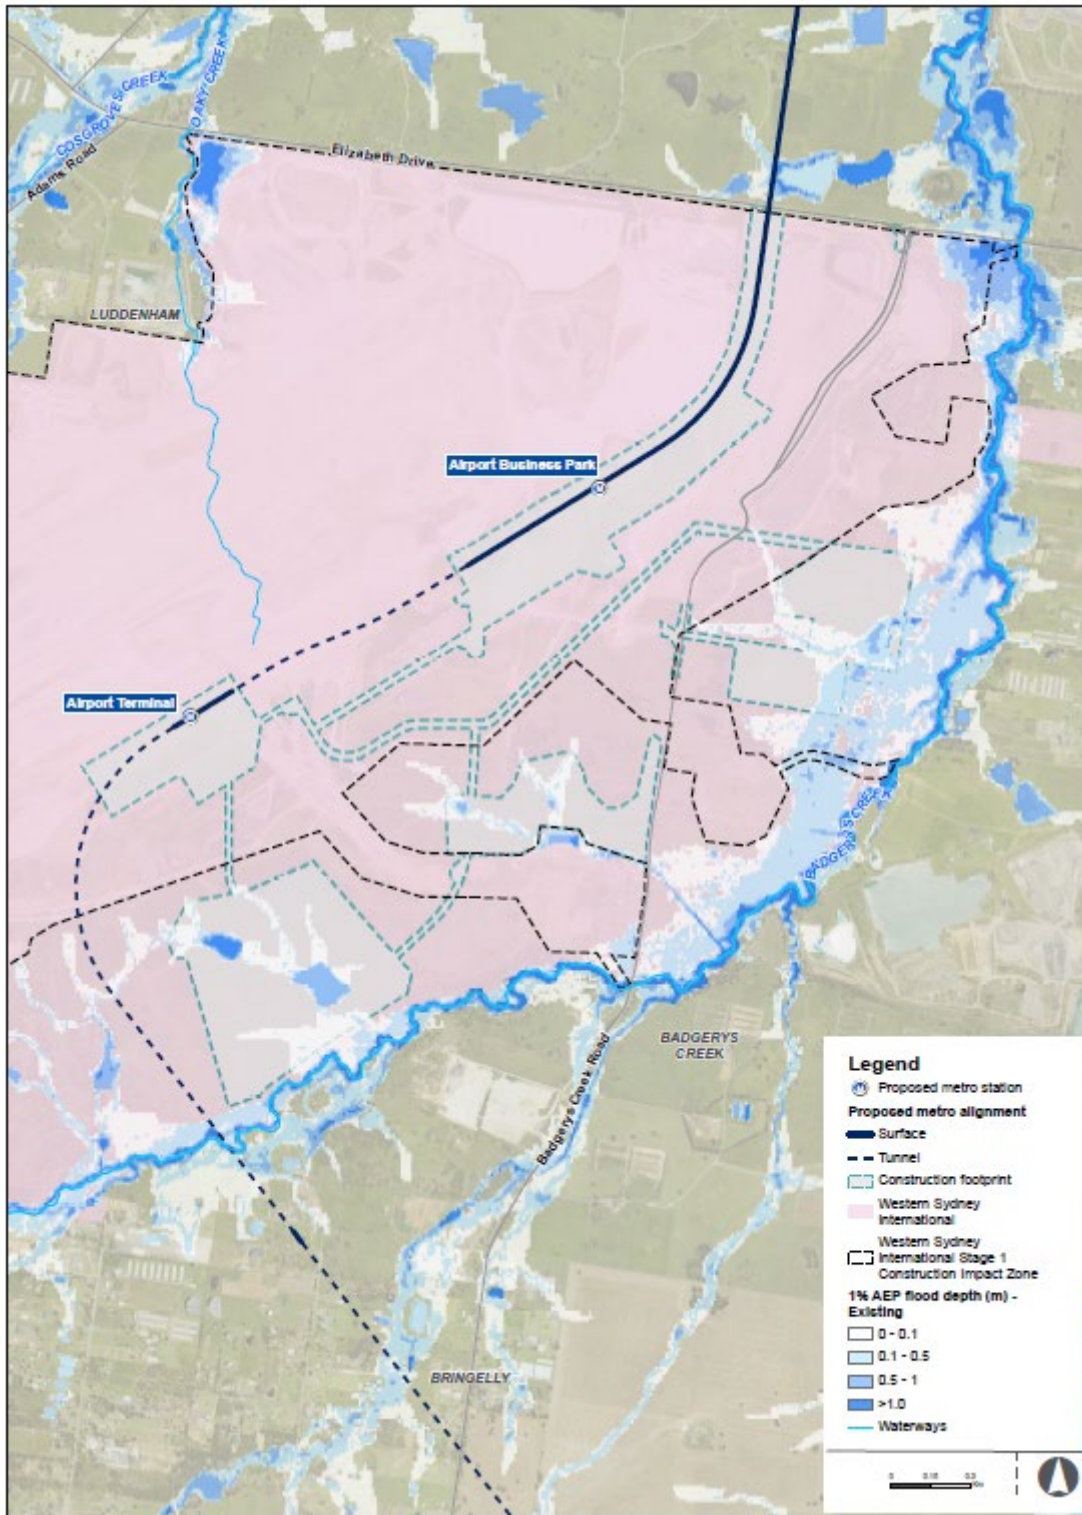 COSGROVES CREEK
OAKY CREEK
Adams Road
Elizabeth Drive
LUDDENHAM
Airport Business Park
Airport Terminal
BADGERYS CREEK
BADGERYS
CREEK
Badgerys Creek Road
BRINGELLY
Legend
Proposed metro station
Proposed metro alignment
Surface
Tunnel
Construction footprint
Western Sydney
International
Western Sydney
International Stage 1
Construction Impact Zone
1% AEP flood depth (m) -
Existing
0 - 0.1
0.1 - 0.5
0.5 - 1
>1.0
Waterways
0